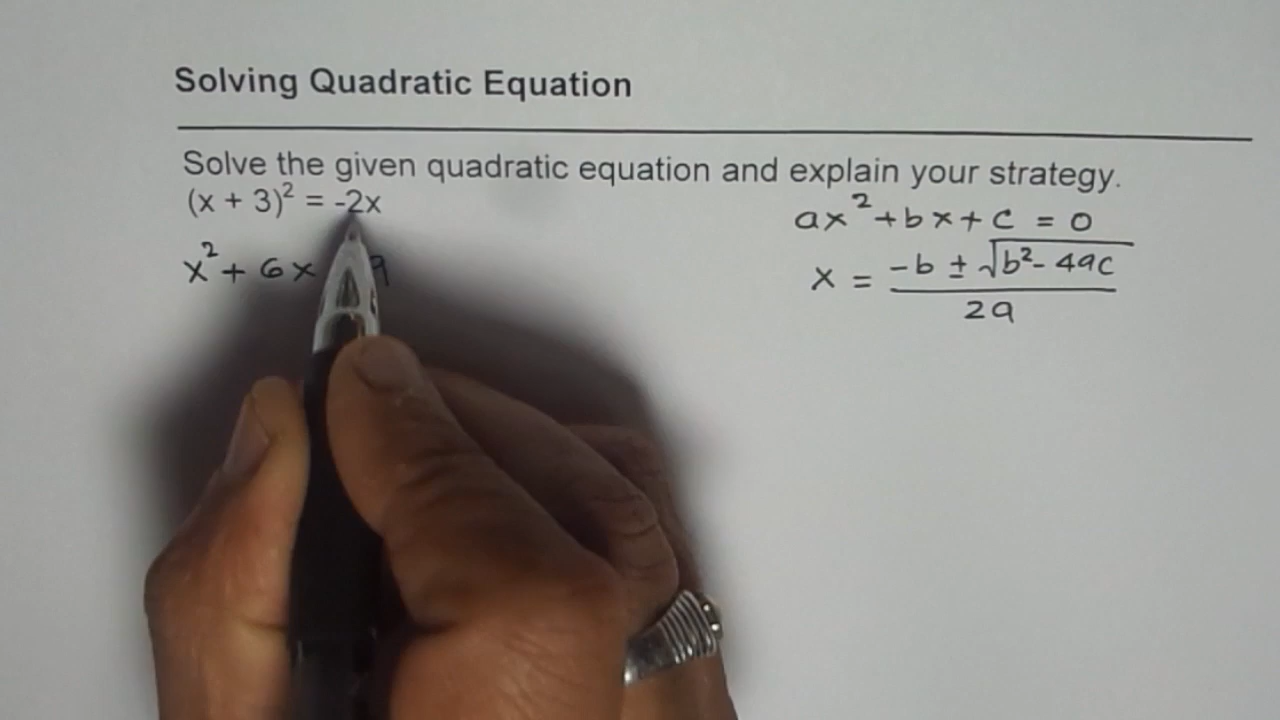 Solving Quadratic Equation
Solve the given quadratic equation and explain your strategy.
(x + 3)² = -2x
x² + 6x 9
ax² + bx + c = 0
x = (-b ± √(b² - 4ac)) / 2a